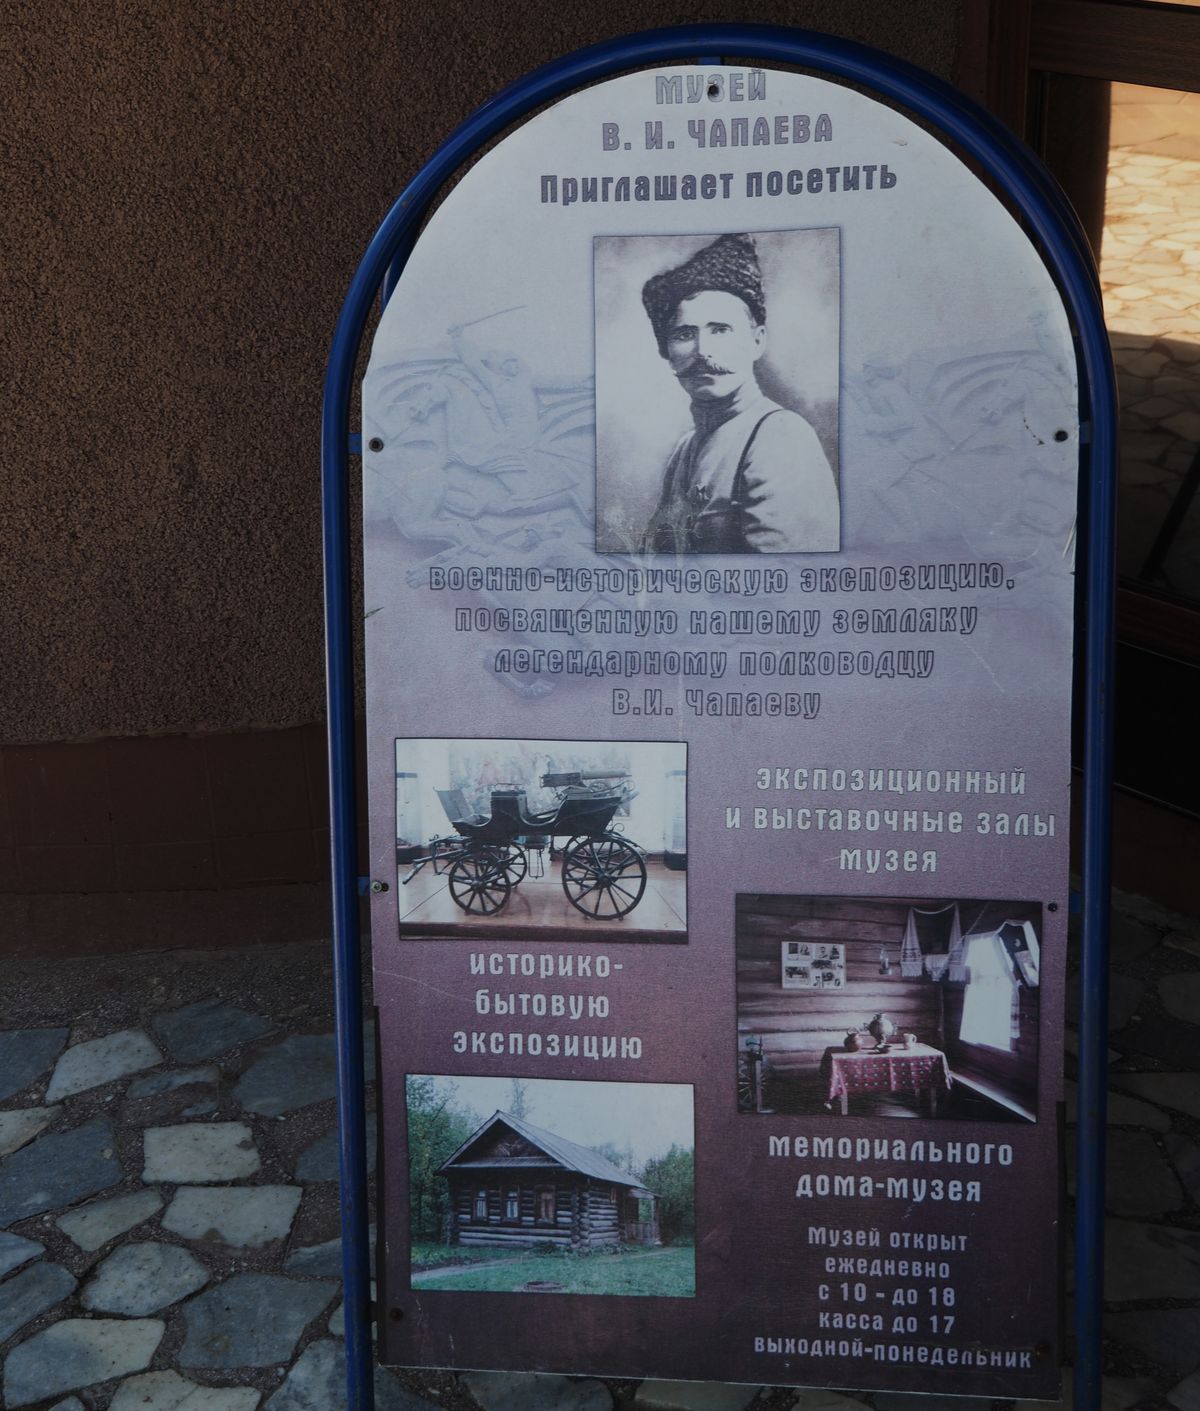 МУЗЕЙ
В. И. ЧАПАЕВА
Приглашает посетить
военно-историческую экспозицию,
посвященную нашему земляку
легендарному полководцу
В.И. Чапаеву
экспозиционный
и выставочные залы
музея
историко-
бытовую
экспозицию
мемориального
дома-музея
Музей открыт
ежедневно
с 10 - до 18
касса до 17
выходной-понедельник